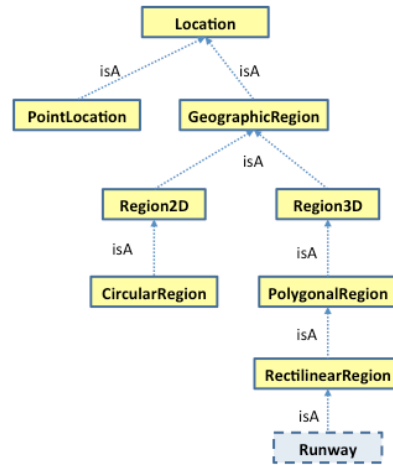 Location
isA
isA
PointLocation
GeographicRegion
isA
Region2D
Region3D
isA
isA
CircularRegion
PolygonalRegion
isA
RectilinearRegion
isA
Runway